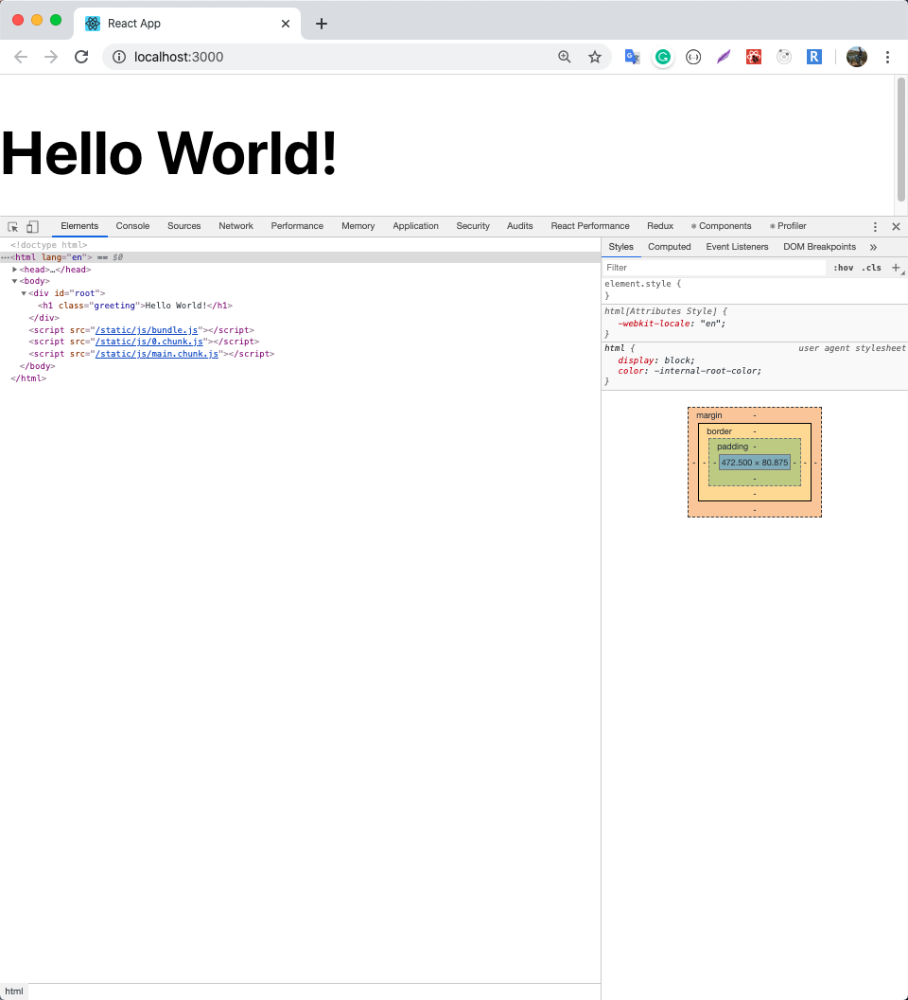 React App
localhost:3000
Hello World!
Elements Console Sources Network Performance Memory Application Security Audits React Performance Redux ⚛ Components ⚛ Profiler
<!doctype html>
⋯<html lang="en"> == $0
<head>…</head>
<body>
<div id="root">
<h1 class="greeting">Hello World!</h1>
</div>
<script src="/static/js/bundle.js"></script>
<script src="/static/js/0.chunk.js"></script>
<script src="/static/js/main.chunk.js"></script>
</body>
</html>
html
Styles Computed Event Listeners DOM Breakpoints »
Filter :hov .cls +
element.style {
}
html[Attributes Style] {
-webkit-locale: "en";
}
html { user agent stylesheet
display: block;
color: -internal-root-color;
}
margin -
border -
padding -
- - - 472.500 × 80.875 - - -
-
-
-